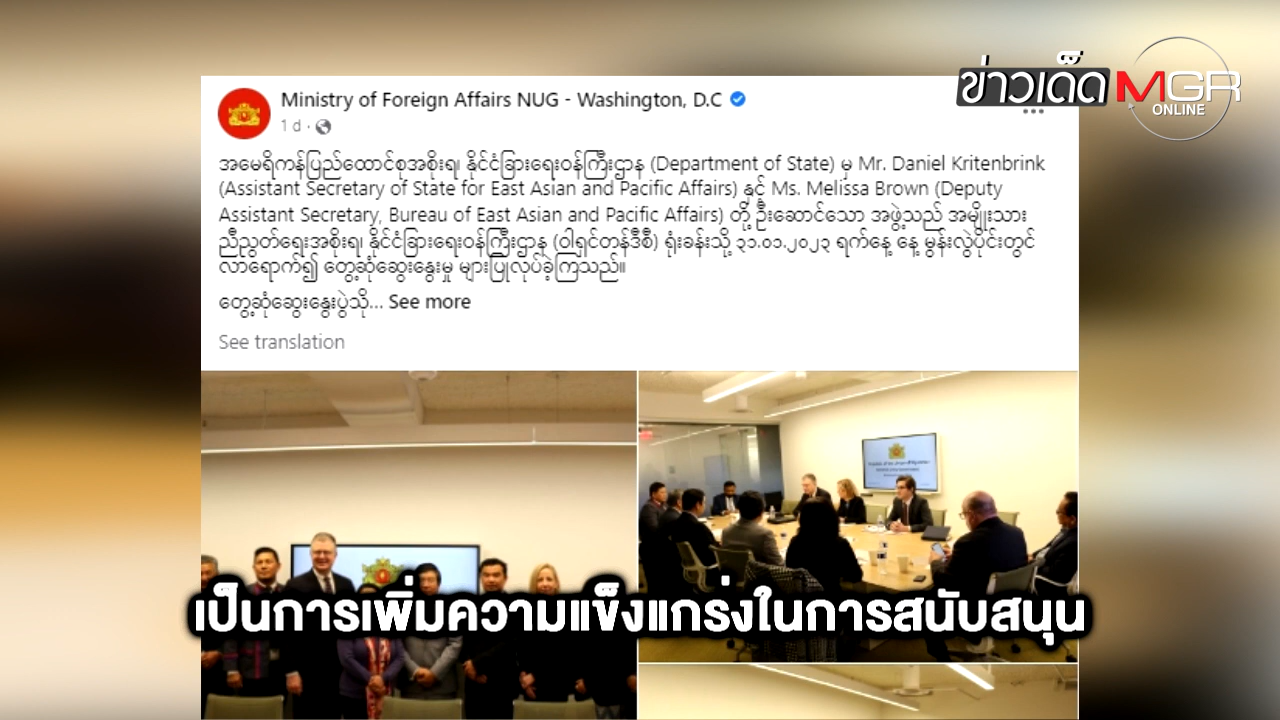 ข่าวเด็ด MGR ONLINE
Ministry of Foreign Affairs NUG - Washington, D.C
1 d
အမေရိကန်ပြည်ထောင်စုအစိုးရ၊ နိုင်ငံခြားရေးဝန်ကြီးဌာန (Department of State) မှ Mr. Daniel Kritenbrink
(Assistant Secretary of State for East Asian and Pacific Affairs) နှင့် Ms. Melissa Brown (Deputy
Assistant Secretary, Bureau of East Asian and Pacific Affairs) တို့ ဦးဆောင်သော အဖွဲ့သည် အမျိုးသား
ညီညွတ်ရေးအစိုးရ၊ နိုင်ငံခြားရေးဝန်ကြီးဌာန (ဝါရှင်တန်ဒီစီ) ရုံးခန်းသို့ ၃၁.၀၁.၂၀၂၃ ရက်နေ့ နေ့ မွန်းလွဲပိုင်းတွင်
လာရောက်၍ တွေ့ဆုံဆွေးနွေးမှု များပြုလုပ်ခဲ့ကြသည်။
တွေ့ဆုံဆွေးနွေးပွဲသို့... See more
See translation
เป็นการเพิ่มความแข็งแกร่งในการสนับสนุน